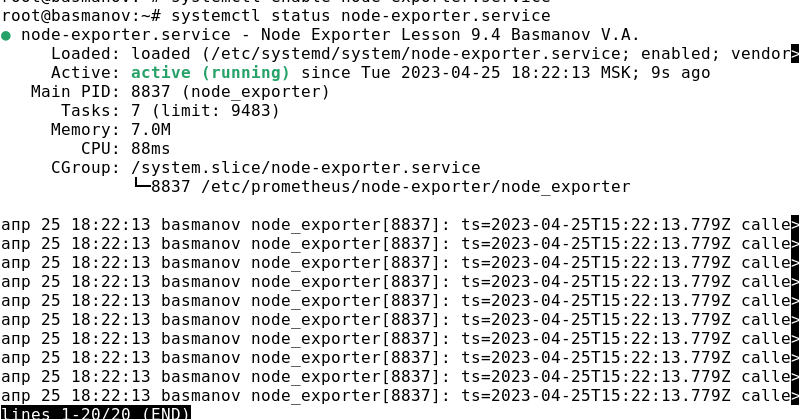 root@basmanov:~# systemctl enable node-exporter.service
root@basmanov:~# systemctl status node-exporter.service
● node-exporter.service - Node Exporter Lesson 9.4 Basmanov V.A.
     Loaded: loaded (/etc/systemd/system/node-exporter.service; enabled; vendor>
     Active: active (running) since Tue 2023-04-25 18:22:13 MSK; 9s ago
   Main PID: 8837 (node_exporter)
      Tasks: 7 (limit: 9483)
     Memory: 7.0M
        CPU: 88ms
     CGroup: /system.slice/node-exporter.service
             └─8837 /etc/prometheus/node-exporter/node_exporter
апр 25 18:22:13 basmanov node_exporter[8837]: ts=2023-04-25T15:22:13.779Z calle>
апр 25 18:22:13 basmanov node_exporter[8837]: ts=2023-04-25T15:22:13.779Z calle>
апр 25 18:22:13 basmanov node_exporter[8837]: ts=2023-04-25T15:22:13.779Z calle>
апр 25 18:22:13 basmanov node_exporter[8837]: ts=2023-04-25T15:22:13.779Z calle>
апр 25 18:22:13 basmanov node_exporter[8837]: ts=2023-04-25T15:22:13.779Z calle>
апр 25 18:22:13 basmanov node_exporter[8837]: ts=2023-04-25T15:22:13.779Z calle>
апр 25 18:22:13 basmanov node_exporter[8837]: ts=2023-04-25T15:22:13.779Z calle>
апр 25 18:22:13 basmanov node_exporter[8837]: ts=2023-04-25T15:22:13.779Z calle>
апр 25 18:22:13 basmanov node_exporter[8837]: ts=2023-04-25T15:22:13.779Z calle>
апр 25 18:22:13 basmanov node_exporter[8837]: ts=2023-04-25T15:22:13.779Z calle>
lines 1-20/20 (END)